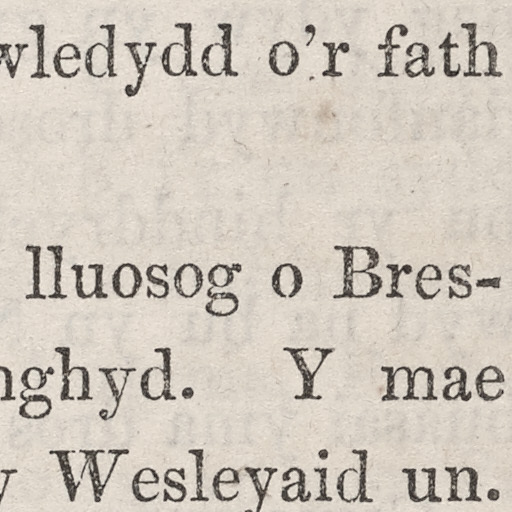 wledydd o'r fath
lluosog o Bres-
nghyd. Y mae
y Wesleyaid un.